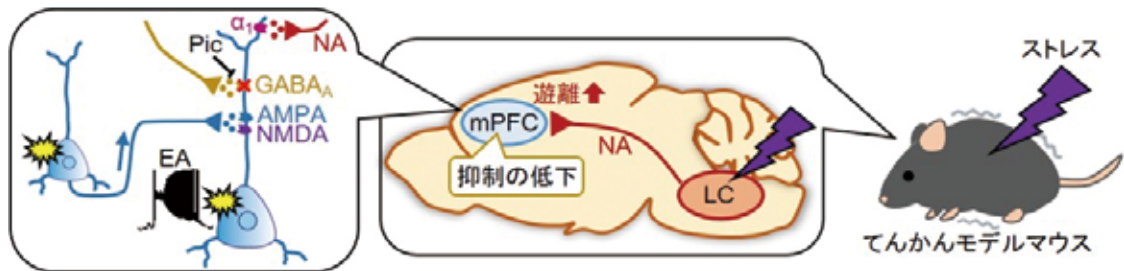 α₁
NA
Pic
GABA_A
AMPA
NMDA
EA
遊離
mPFC
NA
抑制の低下
LC
ストレス
てんかんモデルマウス